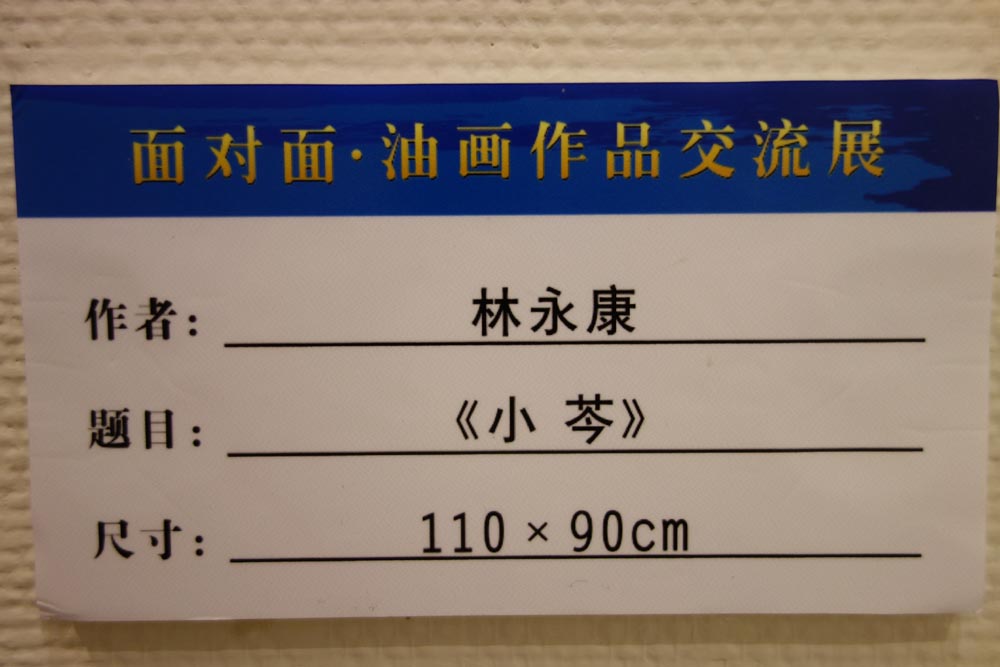 面对面·油画作品交流展
作者: 林永康
题目: 《小 芩》
尺寸: 110×90cm